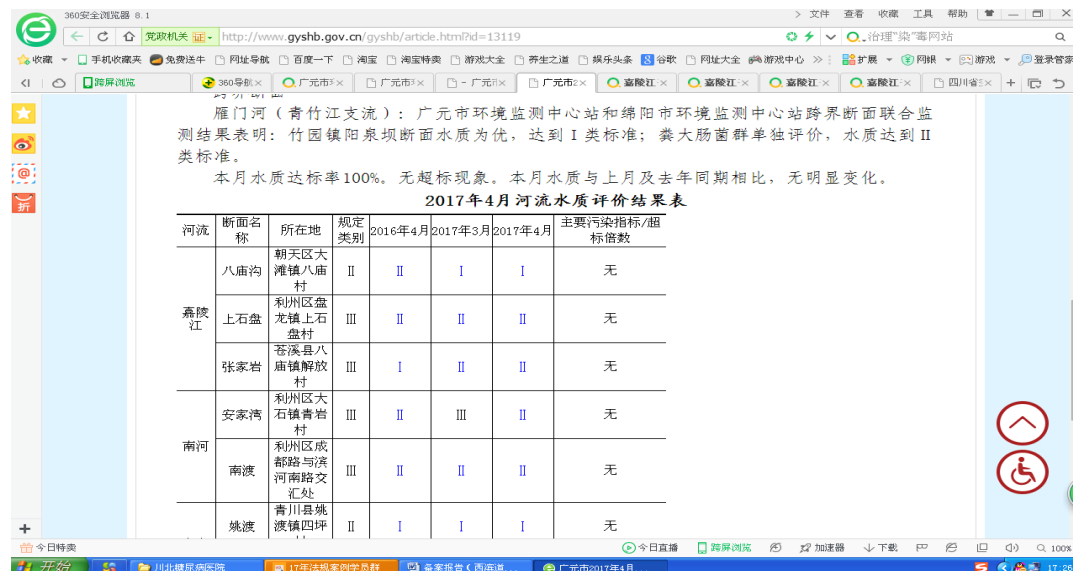 360安全浏览器 8.1
文件 查看 收藏 工具 帮助
党政机关 证 http://www.gyshb.gov.cn/gyshb/article.html?id=13119
治理"染"毒网站
收藏 手机收藏夹 免费送牛 网址导航 百度一下 淘宝 淘宝特卖 游戏大全 养生之道 娱乐头条 谷歌 网址大全 游戏中心 扩展 网银 游戏 登录管家
跨屏浏览 360导航 广元市 广元市 - 广元 广元市2 嘉陵江 嘉陵江 嘉陵江 嘉陵江 四川省
雁门河（青竹江支流）：广元市环境监测中心站和绵阳市环境监测中心站跨界断面联合监
测结果表明：竹园镇阳泉坝断面水质为优，达到Ⅰ类标准；粪大肠菌群单独评价，水质达到Ⅱ
类标准。
本月水质达标率100%。无超标现象。本月水质与上月及去年同期相比，无明显变化。
2017年4月河流水质评价结果表
河流 断面名称 所在地 规定类别 2016年4月 2017年3月 2017年4月 主要污染指标/超标倍数
嘉陵江 八庙沟 朝天区大滩镇八庙村 Ⅱ Ⅱ Ⅰ Ⅰ 无
上石盘 利州区盘龙镇上石盘村 Ⅲ Ⅱ Ⅱ Ⅱ 无
张家岩 苍溪县八庙镇解放村 Ⅲ Ⅰ Ⅱ Ⅱ 无
南河 安家湾 利州区大石镇青岩村 Ⅲ Ⅱ Ⅲ Ⅱ 无
南渡 利州区成都路与滨河南路交汇处 Ⅲ Ⅱ Ⅱ Ⅱ 无
姚渡 青川县姚渡镇四坪 Ⅱ Ⅰ Ⅰ Ⅰ 无
今日特卖 今日直播 跨屏浏览 加速器 下载 100%
开始 川北糖尿病医院 17年法规案例学员群 备案报告（西滨道... 广元市2017年4月... 17:26